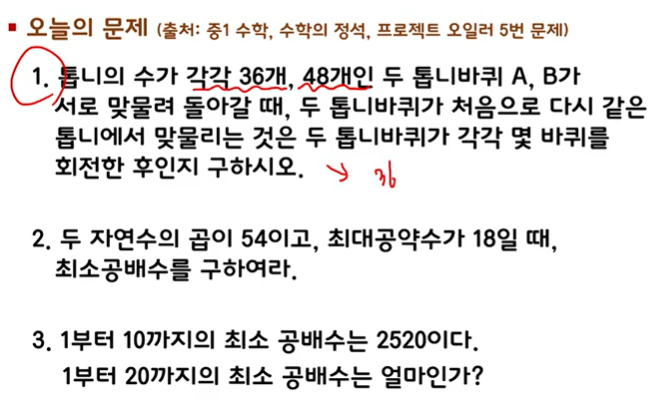 ▪ 오늘의 문제 (출처: 중1 수학, 수학의 정석, 프로젝트 오일러 5번 문제)
1. 톱니의 수가 각각 36개, 48개인 두 톱니바퀴 A, B가
서로 맞물려 돌아갈 때, 두 톱니바퀴가 처음으로 다시 같은
톱니에서 맞물리는 것은 두 톱니바퀴가 각각 몇 바퀴를
회전한 후인지 구하시오. → 36
2. 두 자연수의 곱이 54이고, 최대공약수가 18일 때,
최소공배수를 구하여라.
3. 1부터 10까지의 최소 공배수는 2520이다.
1부터 20까지의 최소 공배수는 얼마인가?